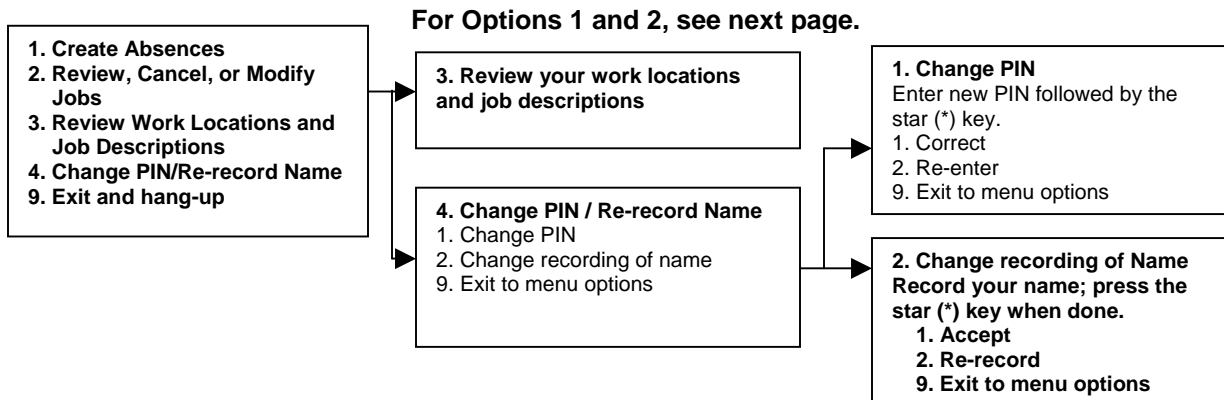 For Options 1 and 2, see next page.
1. Create Absences
2. Review, Cancel, or Modify
Jobs
3. Review Work Locations and
Job Descriptions
4. Change PIN/Re-record Name
9. Exit and hang-up
3. Review your work locations
and job descriptions
4. Change PIN / Re-record Name
1. Change PIN
2. Change recording of name
9. Exit to menu options
1. Change PIN
Enter new PIN followed by the
star (*) key.
1. Correct
2. Re-enter
9. Exit to menu options
2. Change recording of Name
Record your name; press the
star (*) key when done.
1. Accept
2. Re-record
9. Exit to menu options